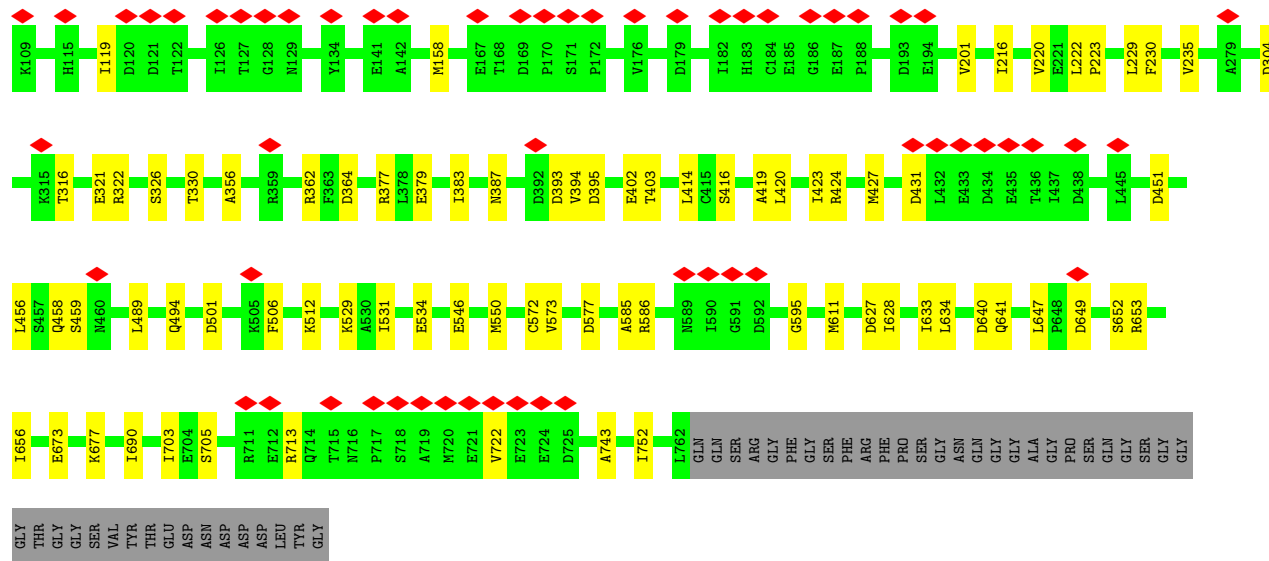 K109 H115 I119 D120 D121 T122 I126 T127 G128 N129 Y134 E141 A142 M158 E167 T168 D169 P170 S171 P172 V176 D179 I182 H183 C184 E185 G186 E187 P188 D193 E194 V201 I216 V220 E221 L222 P223 L229 F230 V235 A279 D304
K315 T316 E321 R322 S326 T330 A356 R359 R362 F363 D364 R377 L378 E379 I383 N387 D392 D393 V394 D395 E402 T403 L414 C415 S416 A419 L420 I423 R424 M427 D431 L432 E433 D434 E435 T436 I437 D438 L445 D451
L456 S457 Q458 S459 N460 L489 Q494 D501 K505 F506 K512 K529 A530 I531 E534 E546 M550 C572 V573 D577 A585 R586 N589 I590 G591 D592 G595 M611 D627 I628 I633 L634 D640 Q641 L647 P648 D649 S652 R653
I656 E673 K677 I690 I703 E704 S705 R711 E712 R713 Q714 T715 N716 P717 S718 A719 M720 E721 V722 E723 E724 D725 A743 I752 L762 GLN GLN SER ARG GLY PHE GLY SER PHE ARG PHE PRO SER GLY ASN GLN GLY GLY ALA GLY PRO SER GLN GLY SER GLY GLY
GLY THR GLY GLY SER VAL TYR THR GLU ASP ASN ASP ASP ASP LEU TYR GLY